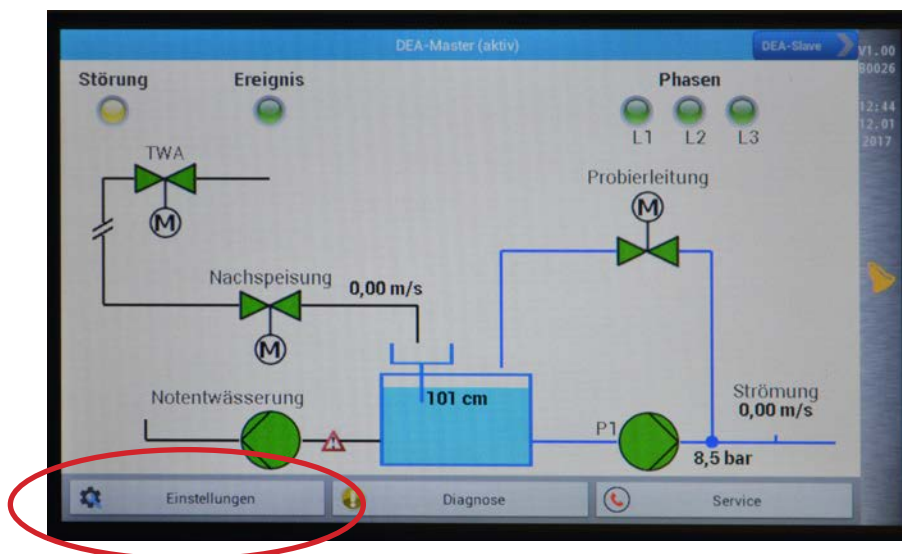 DEA-Master (aktiv)
DEA-Slave
V1.00
80026
12:44
12.01
2017
Störung
Ereignis
Phasen
L1 L2 L3
TWA
M
Probierleitung
M
Nachspeisung
0,00 m/s
M
Notentwässerung
101 cm
P1
Strömung
0,00 m/s
8,5 bar
Einstellungen
Diagnose
Service